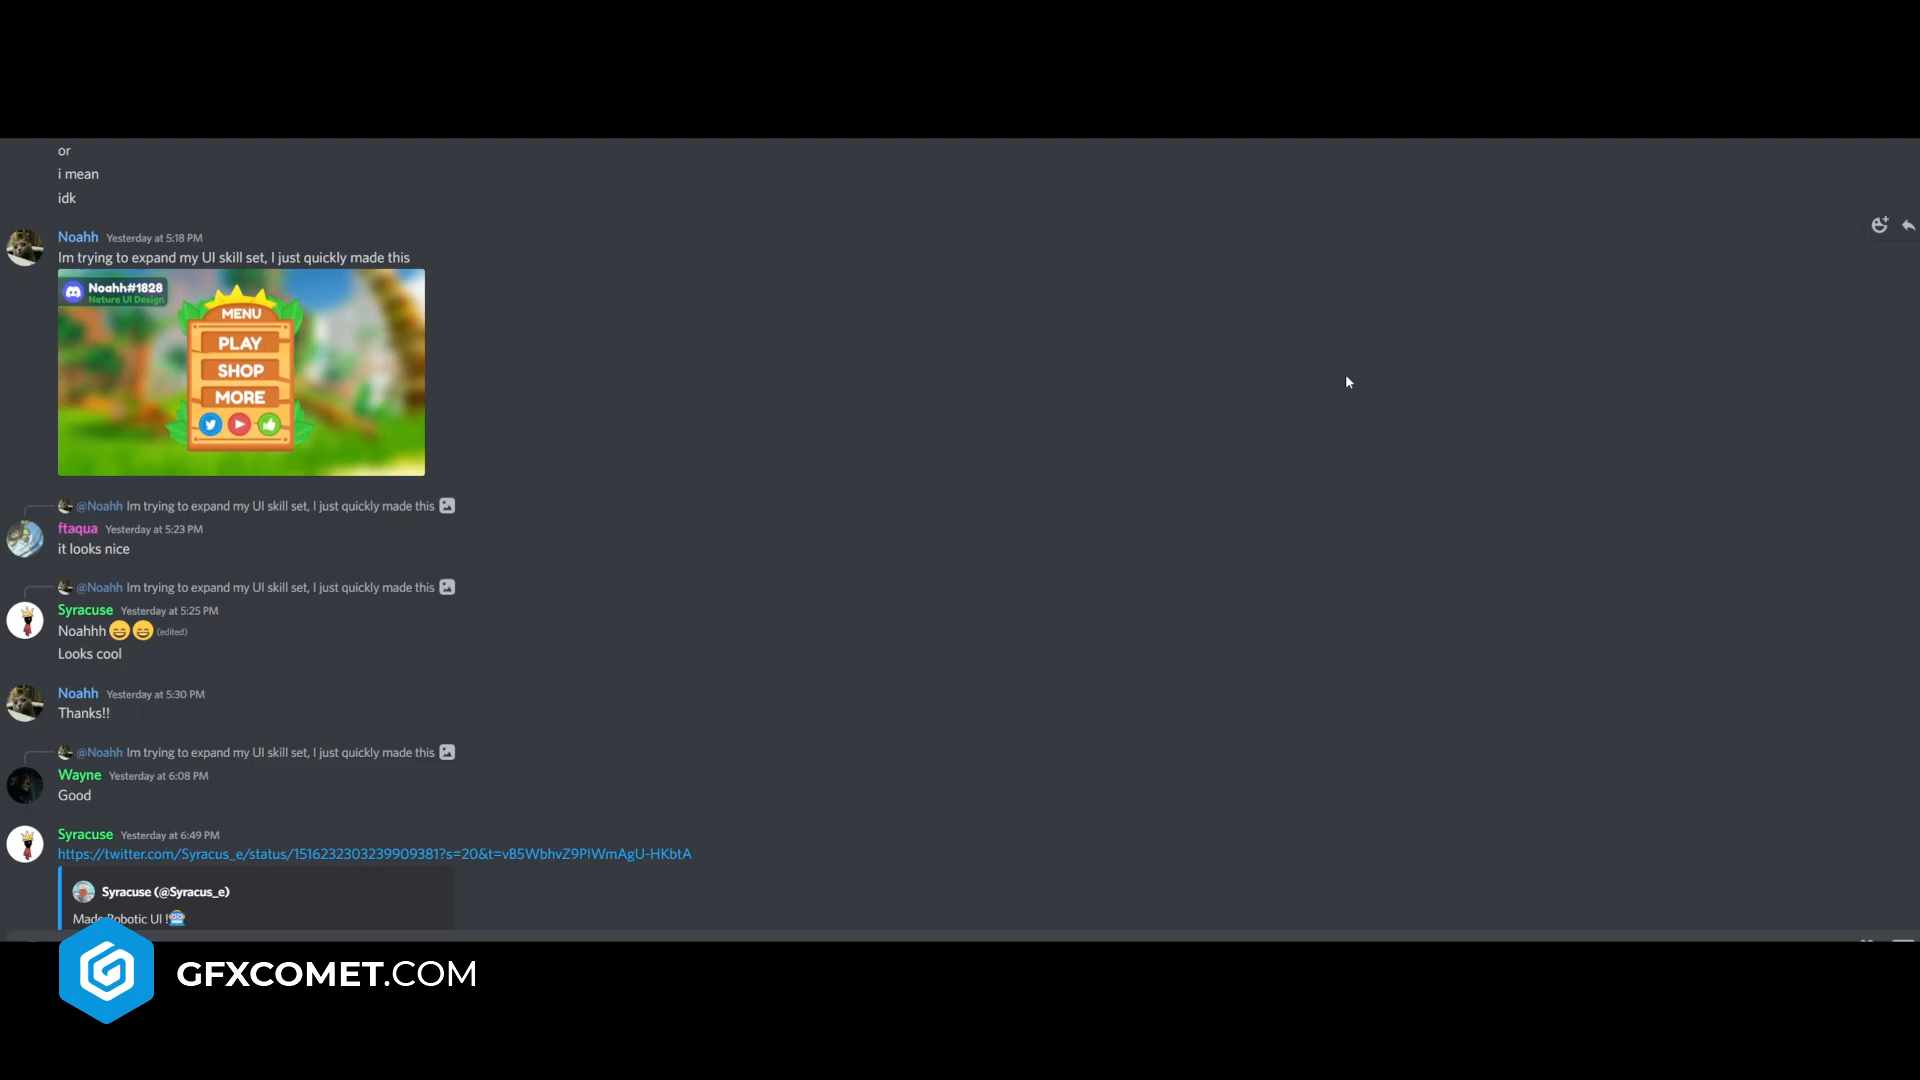 or
i mean
idk
Noahh Yesterday at 5:18 PM
Im trying to expand my UI skill set, I just quickly made this
Noahh#1828
Nature UI Design
MENU
PLAY
SHOP
MORE
@Noahh Im trying to expand my UI skill set, I just quickly made this
ftaqua Yesterday at 5:23 PM
it looks nice
@Noahh Im trying to expand my UI skill set, I just quickly made this
Syracuse Yesterday at 5:25 PM
Noahhh 😄😄 (edited)
Looks cool
Noahh Yesterday at 5:30 PM
Thanks!!
@Noahh Im trying to expand my UI skill set, I just quickly made this
Wayne Yesterday at 6:08 PM
Good
Syracuse Yesterday at 6:49 PM
https://twitter.com/Syracus_e/status/1516232303239909381?s=20&t=vB5WbhvZ9PIWmAgU-HKbtA
Syracuse (@Syracus_e)
Made Robotic UI !🤖
GFXCOMET.COM